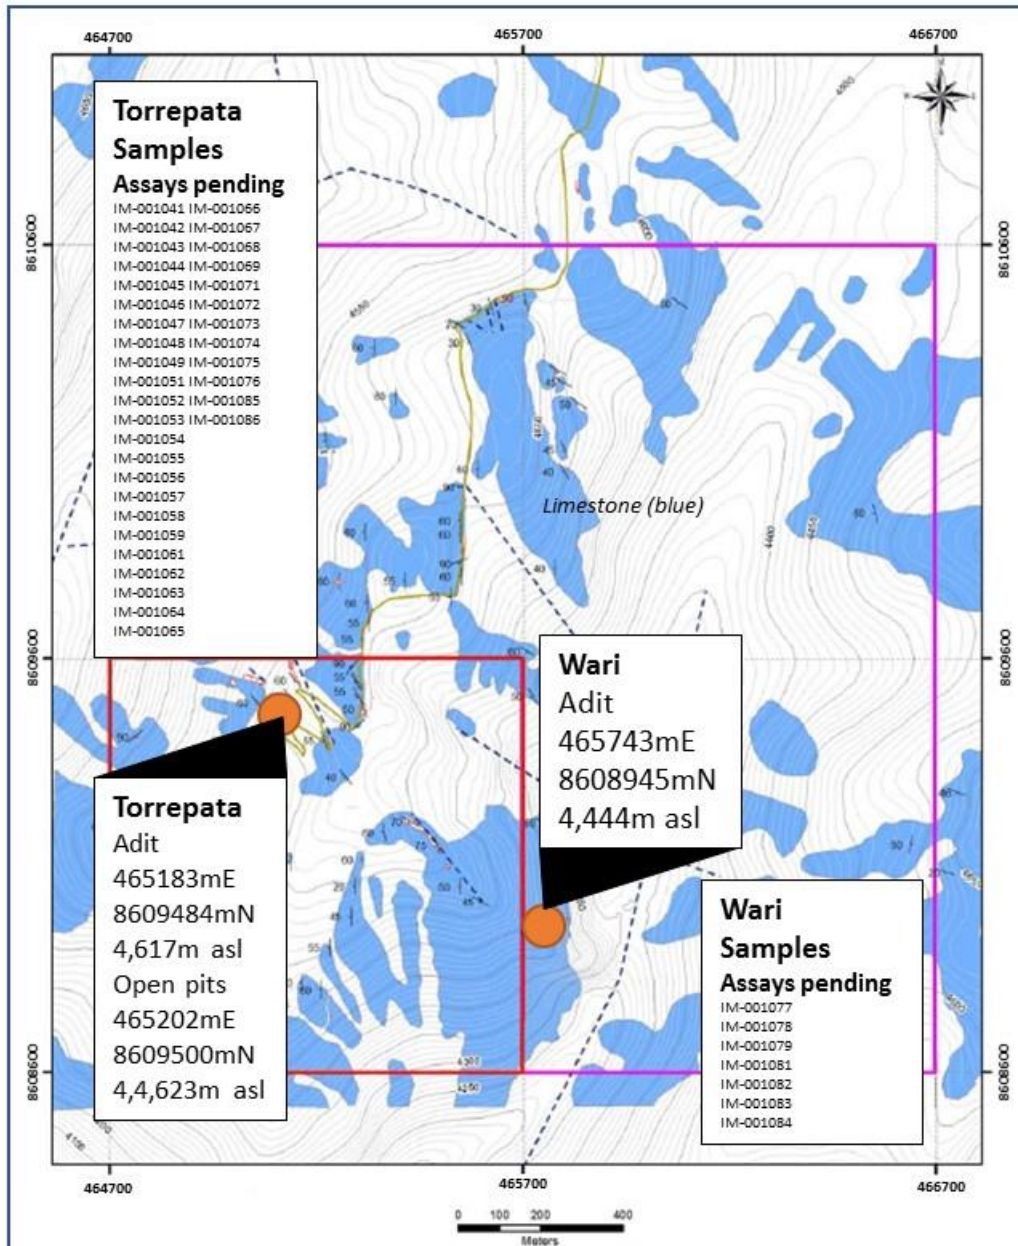 464700 465700 466700
Torrepata
Samples
Assays pending
IM-001041 IM-001066
IM-001042 IM-001067
IM-001043 IM-001068
IM-001044 IM-001069
IM-001045 IM-001071
IM-001046 IM-001072
IM-001047 IM-001073
IM-001048 IM-001074
IM-001049 IM-001075
IM-001051 IM-001076
IM-001052 IM-001085
IM-001053 IM-001086
IM-001054
IM-001055
IM-001056
IM-001057
IM-001058
IM-001059
IM-001061
IM-001062
IM-001063
IM-001064
IM-001065
8610600 8610600
Limestone (blue)
4400
8609600 8609600
Wari
Adit
465743mE
8608945mN
4,444m asl
Torrepata
Adit
465183mE
8609484mN
4,617m asl
Open pits
465202mE
8609500mN
4,4,623m asl
Wari
Samples
Assays pending
IM-001077
IM-001078
IM-001079
IM-001081
IM-001082
IM-001083
IM-001084
8608600 8608600
4100
464700 465700 466700
0 100 200 400
Meters